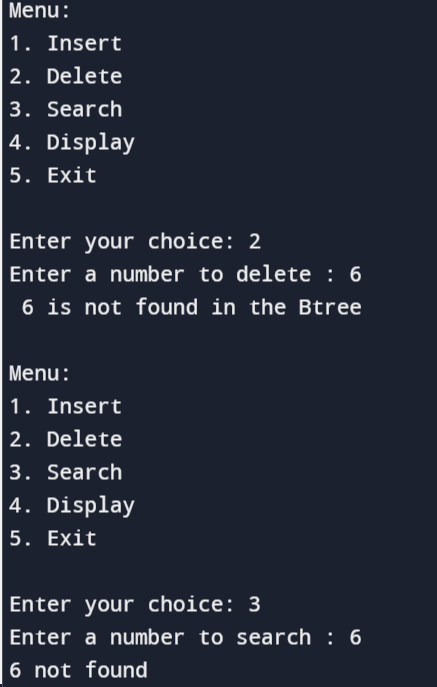 Menu:
1. Insert
2. Delete
3. Search
4. Display
5. Exit
Enter your choice: 2
Enter a number to delete : 6
6 is not found in the Btree
Menu:
1. Insert
2. Delete
3. Search
4. Display
5. Exit
Enter your choice: 3
Enter a number to search : 6
6 not found